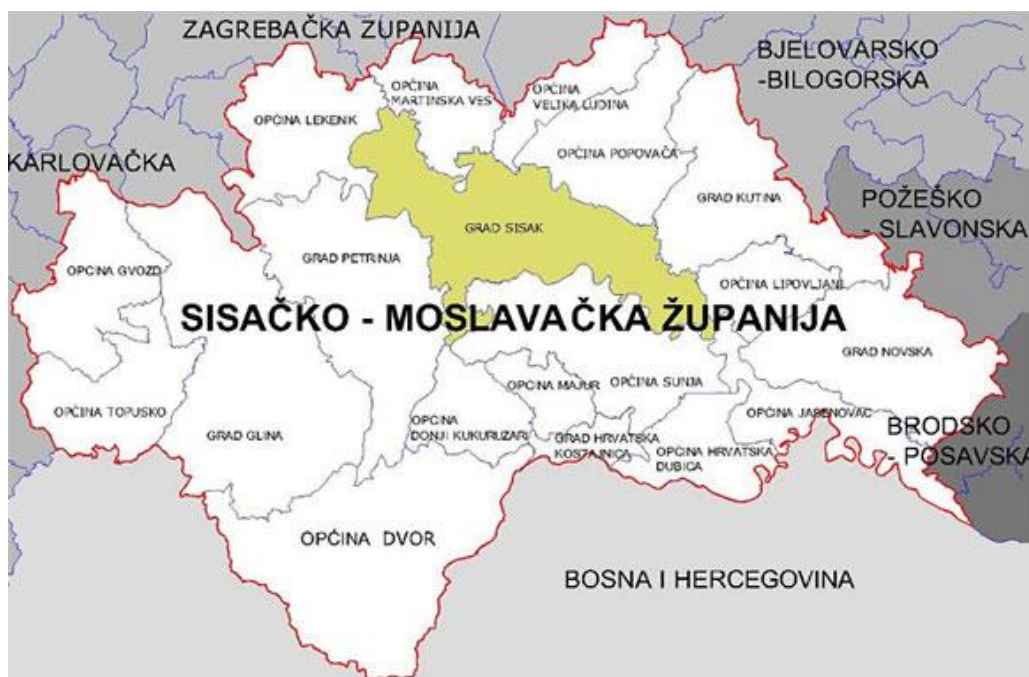 ZAGREBAČKA ŽUPANIJA
BJELOVARSKO
-BILOGORSKA
OPĆINA
MARTINSKA VES
OPĆINA
VELIKA LUDINA
OPĆINA LEKENIK
OPĆINA POPOVAČA
KARLOVAČKA
GRAD KUTINA
POŽEŠKO
- SLAVONSKA
GRAD SISAK
GRAD PETRINJA
OPĆINA GVOZD
OPĆINA LIPOVLJANI
SISAČKO - MOSLAVAČKA ŽUPANIJA
GRAD NOVSKA
OPĆINA MAJUR
OPĆINA SUNJA
OPĆINA TOPUSKO
OPĆINA JASENOVAC
GRAD GLINA
OPĆINA
DONJI KUKURUZARI
GRAD HRVATSKA
KOSTAJNICA
OPĆINA HRVATSKA
DUBICA
BRODSKO
- POSAVSKA
OPĆINA DVOR
BOSNA I HERCEGOVINA